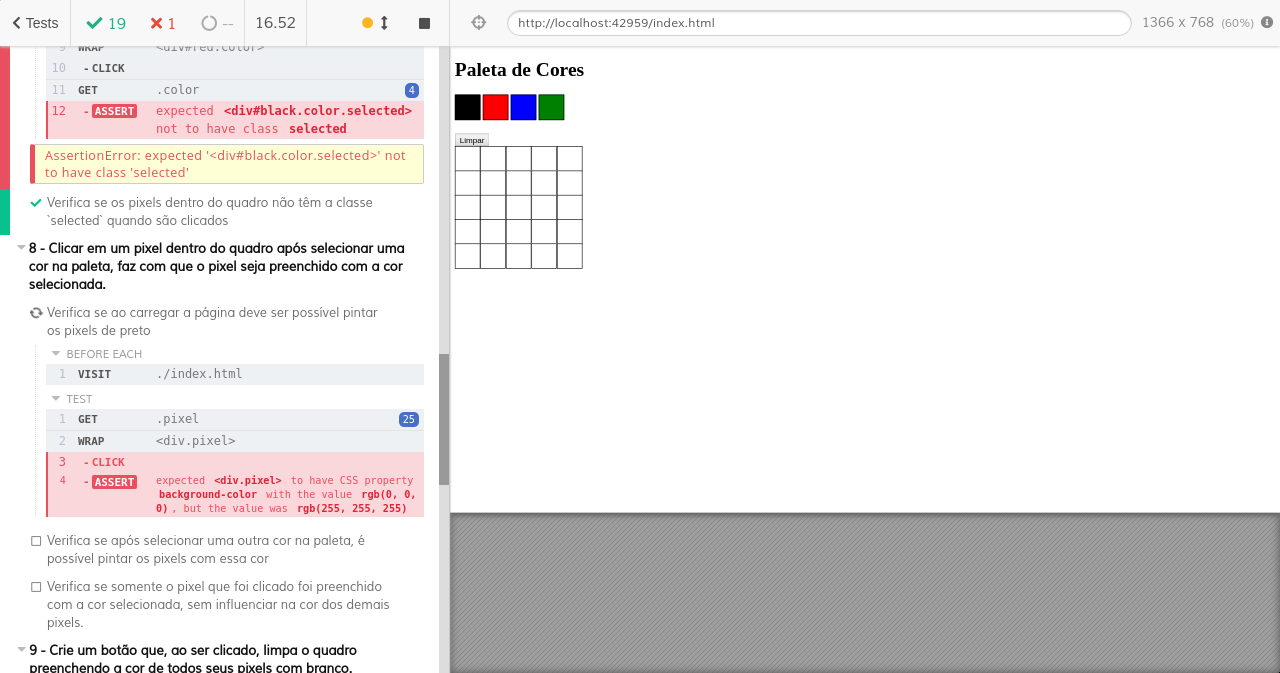 Tests
19
1
--
16.52
http://localhost:42959/index.html
1366 x 768 (60%)
9 WRAP <div#red.color>
10 -CLICK
11 GET .color 4
12 -ASSERT expected <div#black.color.selected>
not to have class selected
AssertionError: expected '<div#black.color.selected>' not
to have class 'selected'
Verifica se os pixels dentro do quadro não têm a classe
`selected` quando são clicados
8 - Clicar em um pixel dentro do quadro após selecionar uma
cor na paleta, faz com que o pixel seja preenchido com a cor
selecionada.
Verifica se ao carregar a página deve ser possível pintar
os pixels de preto
BEFORE EACH
1 VISIT ./index.html
TEST
1 GET .pixel 25
2 WRAP <div.pixel>
3 -CLICK
4 -ASSERT expected <div.pixel> to have CSS property
background-color with the value rgb(0, 0,
0), but the value was rgb(255, 255, 255)
Verifica se após selecionar uma outra cor na paleta, é
possível pintar os pixels com essa cor
Verifica se somente o pixel que foi clicado foi preenchido
com a cor selecionada, sem influenciar na cor dos demais
pixels.
9 - Crie um botão que, ao ser clicado, limpa o quadro
preenchendo a cor de todos seus pixels com branco.
Paleta de Cores
Limpar